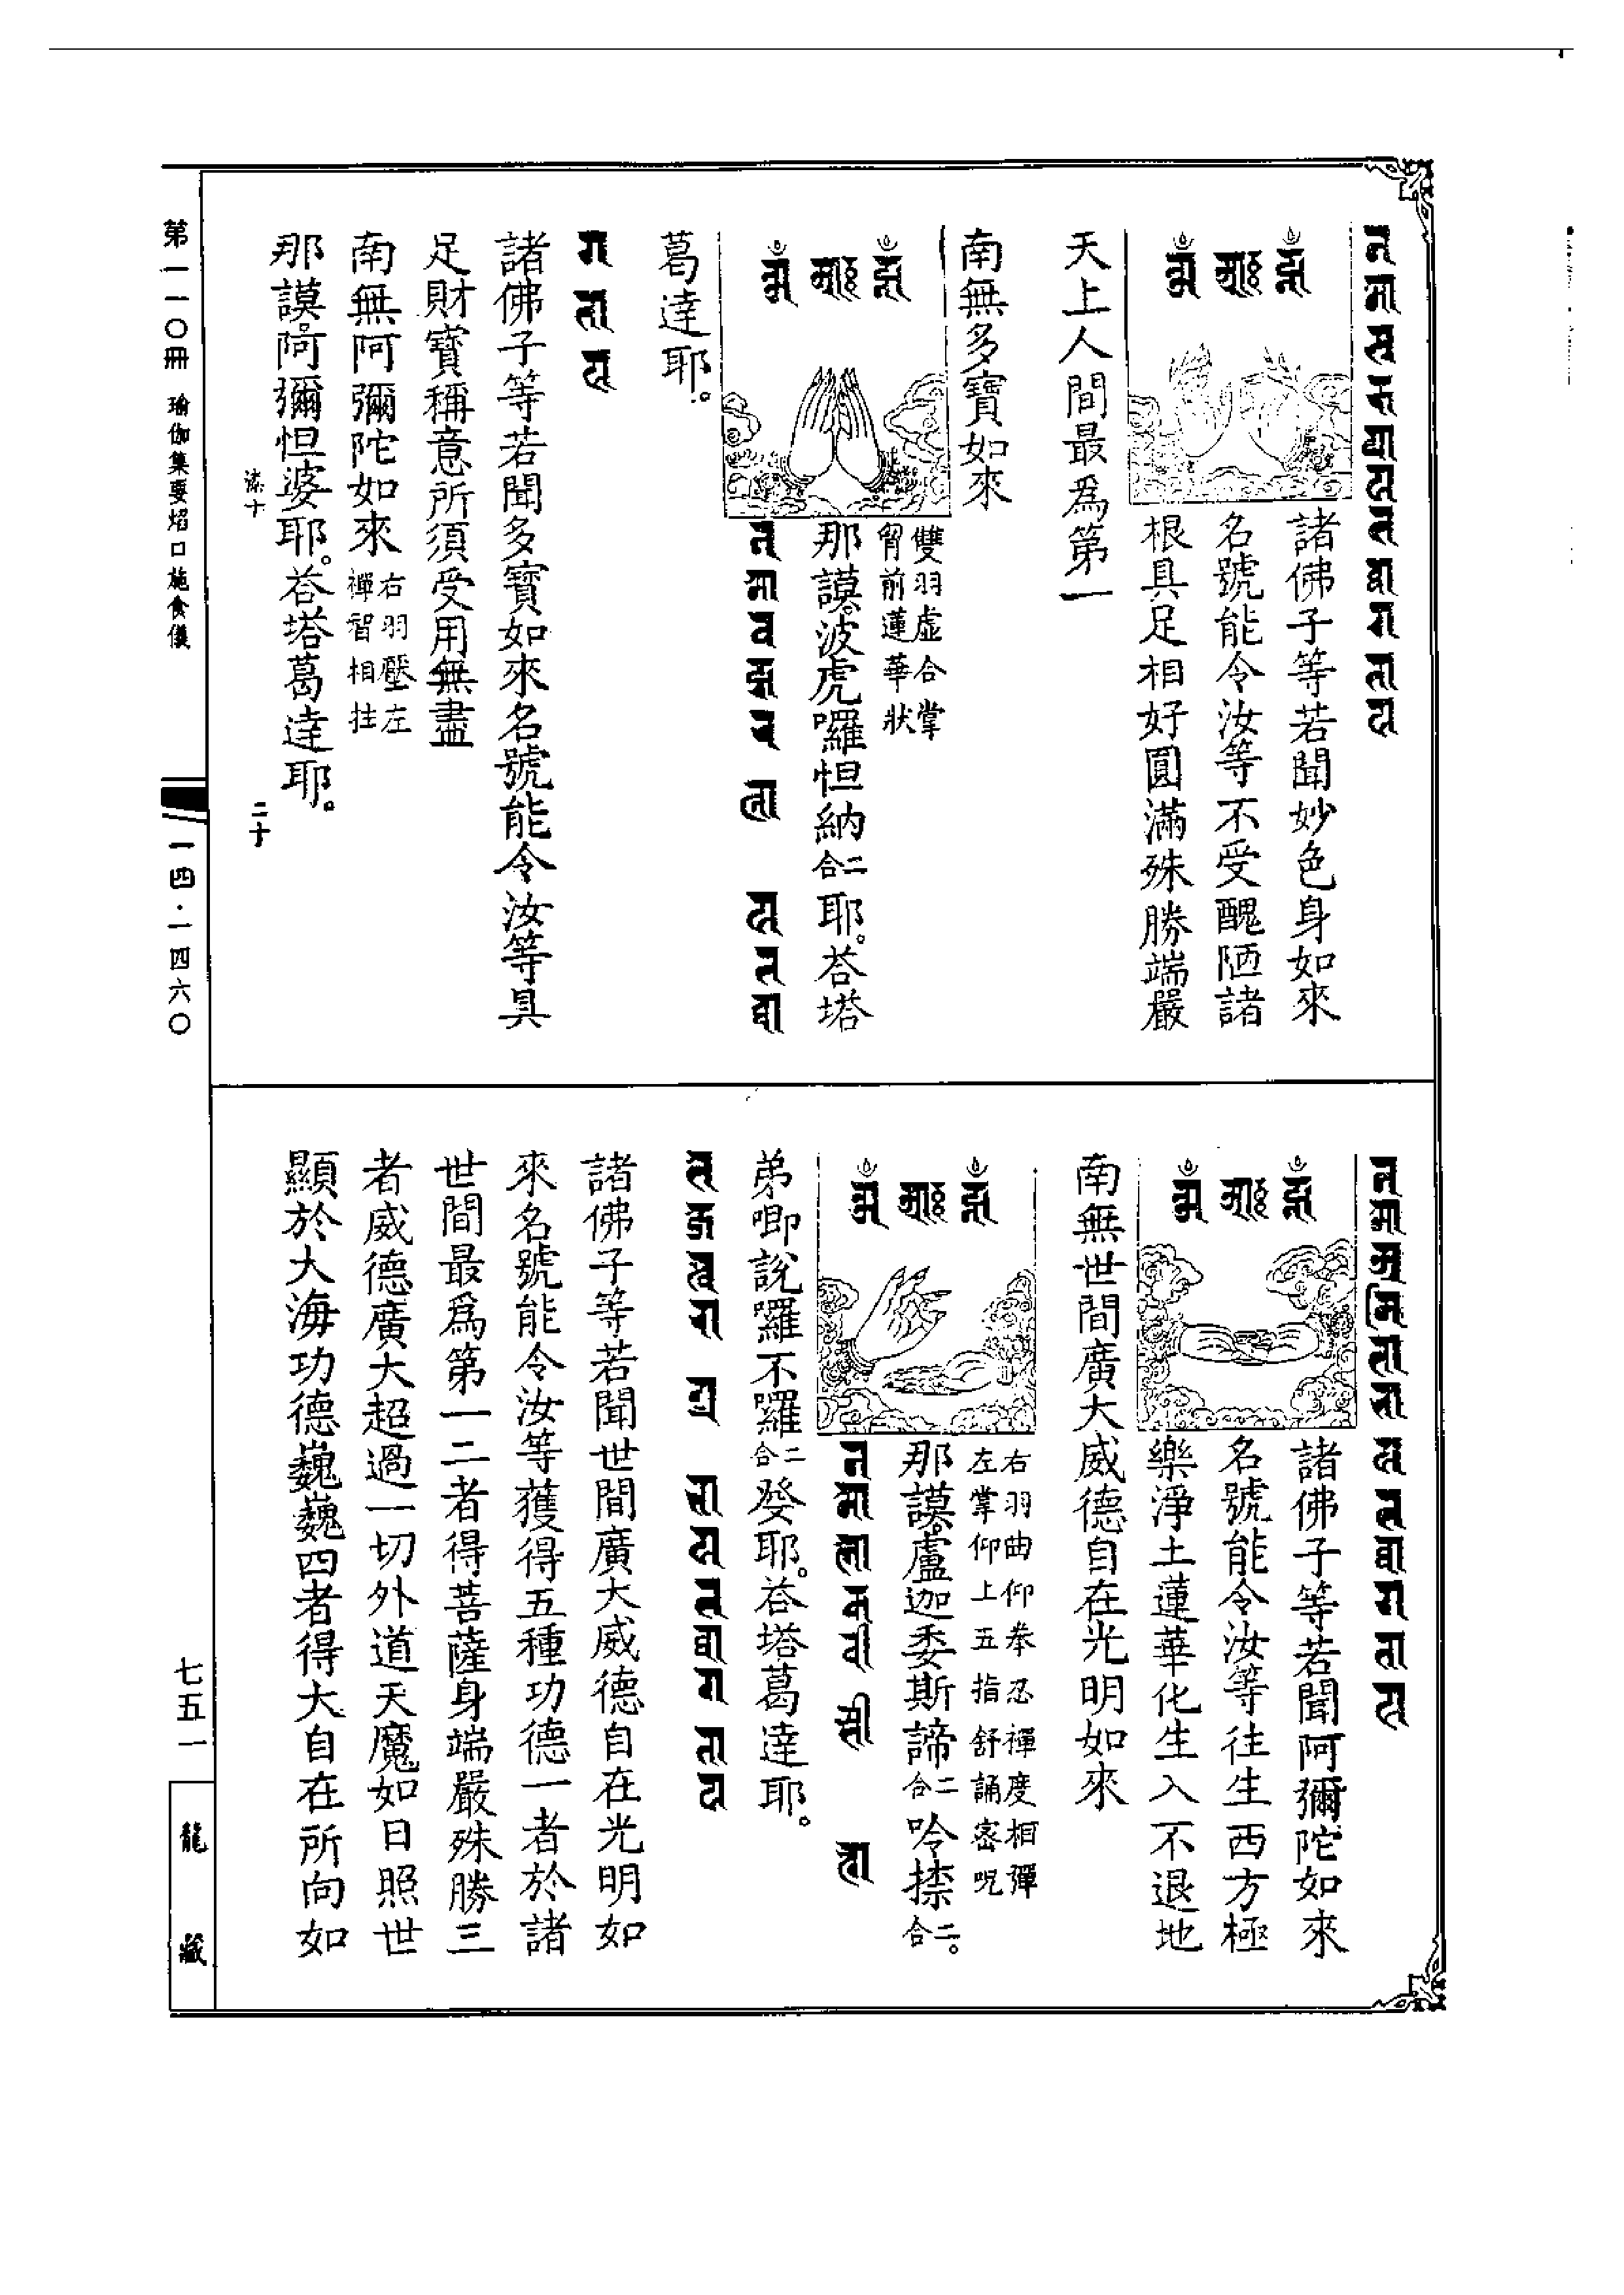 諸佛子等若聞妙色身如來
名號能令汝等不受醜陋諸
根具足相好圓滿殊勝端嚴
天上人間最爲第一
南無多寶如來
雙羽虛合掌
胷前蓮華狀
那謨波虎囉怛納二合耶。荅塔
葛達耶。
諸佛子等若聞多寶如來名號能令汝等具
足財寶稱意所須受用無盡
南無阿彌陀如來右羽壓左禪智相拄
那謨阿彌怛婆耶。荅塔葛達耶。
漆十
二十
第一一〇冊 瑜伽集要焰口施食儀
一四·一四六〇
諸佛子等若聞阿彌陀如來
名號能令汝等往生西方極
樂淨土蓮華化生入不退地
南無世間廣大威德自在光明如來
右羽曲仰拳忍禪度相彈
左掌仰上五指舒誦密呪
那謨盧迦委斯諦二合吟捺二合。
弟唧說囉不囉二合癹耶。荅塔葛達耶。
諸佛子等若聞世間廣大威德自在光明如
來名號能令汝等獲得五種功德一者於諸
世間最爲第一二者得菩薩身端嚴殊勝三
者威德廣大超過一切外道天魔如日照世
顯於大海功德巍巍四者得大自在所向如
七五一
龍藏